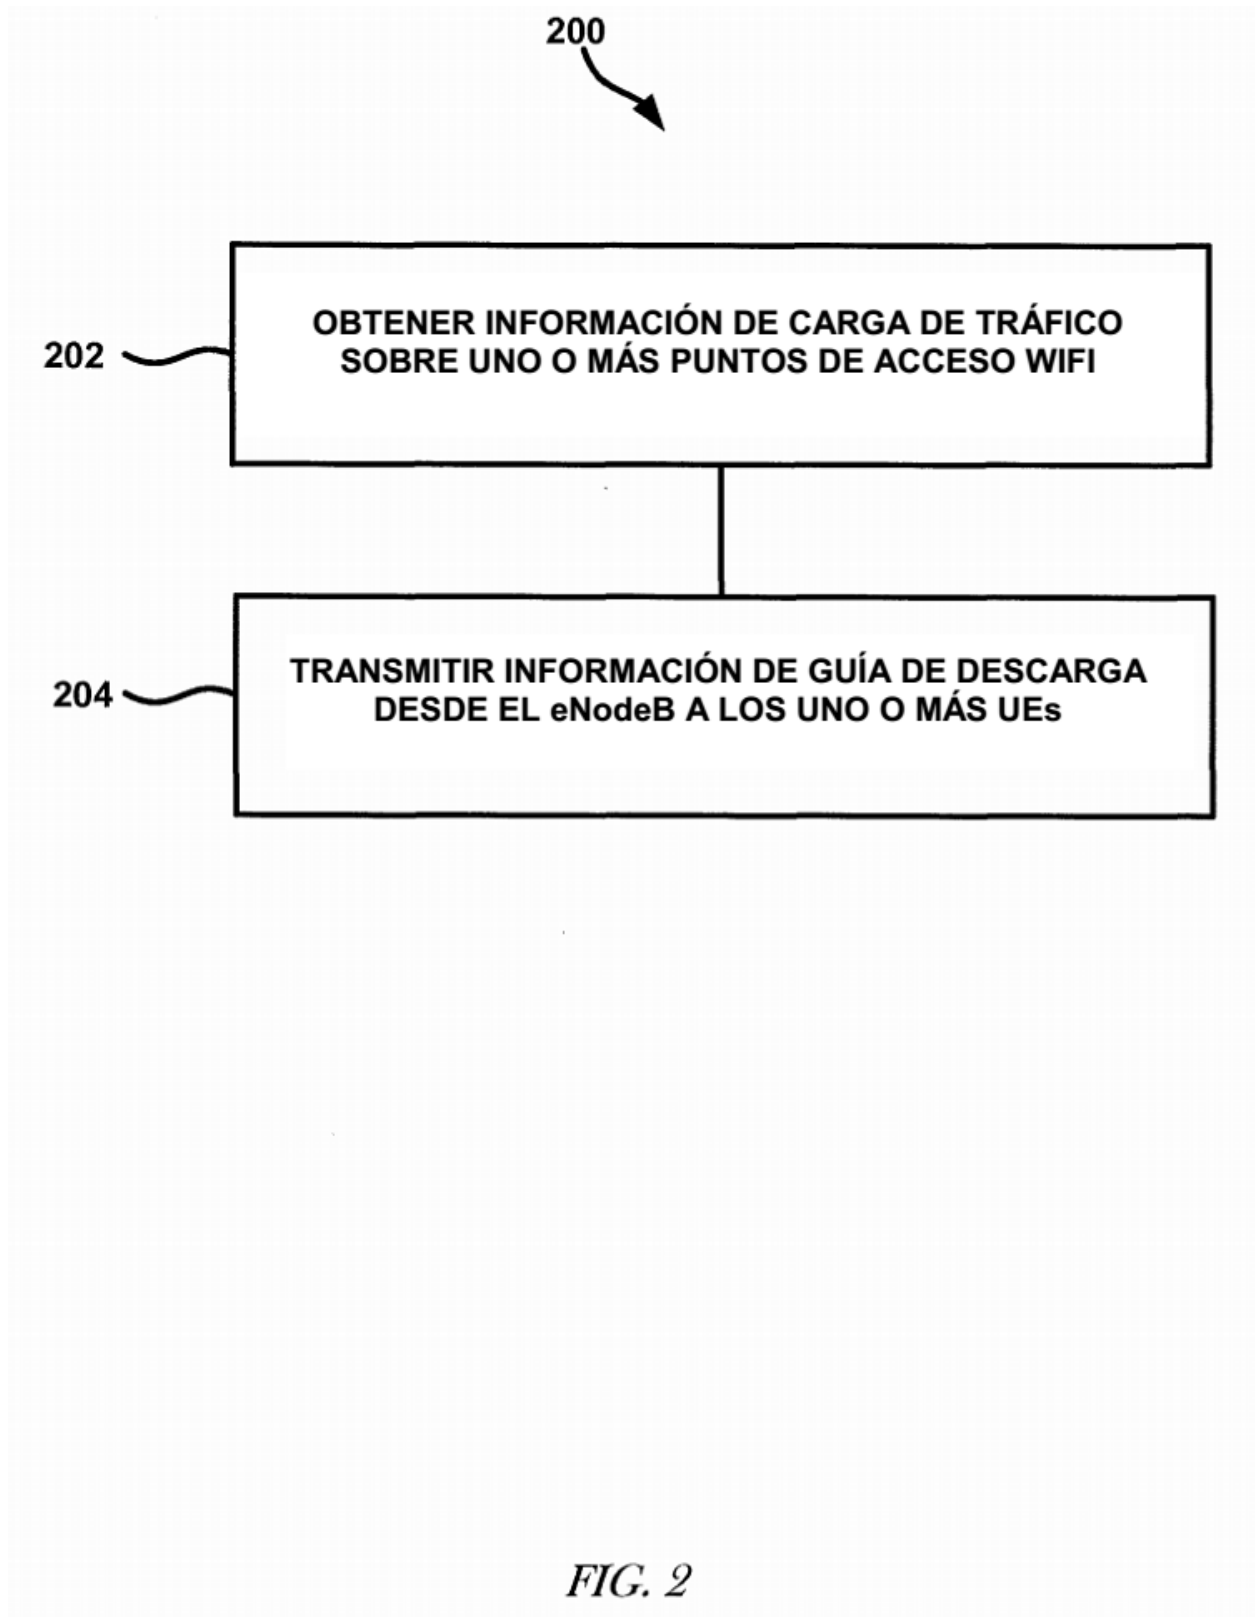 200
OBTENER INFORMACIÓN DE CARGA DE TRÁFICO
SOBRE UNO O MÁS PUNTOS DE ACCESO WIFI
202
TRANSMITIR INFORMACIÓN DE GUÍA DE DESCARGA
DESDE EL eNodeB A LOS UNO O MÁS UEs
204
FIG. 2